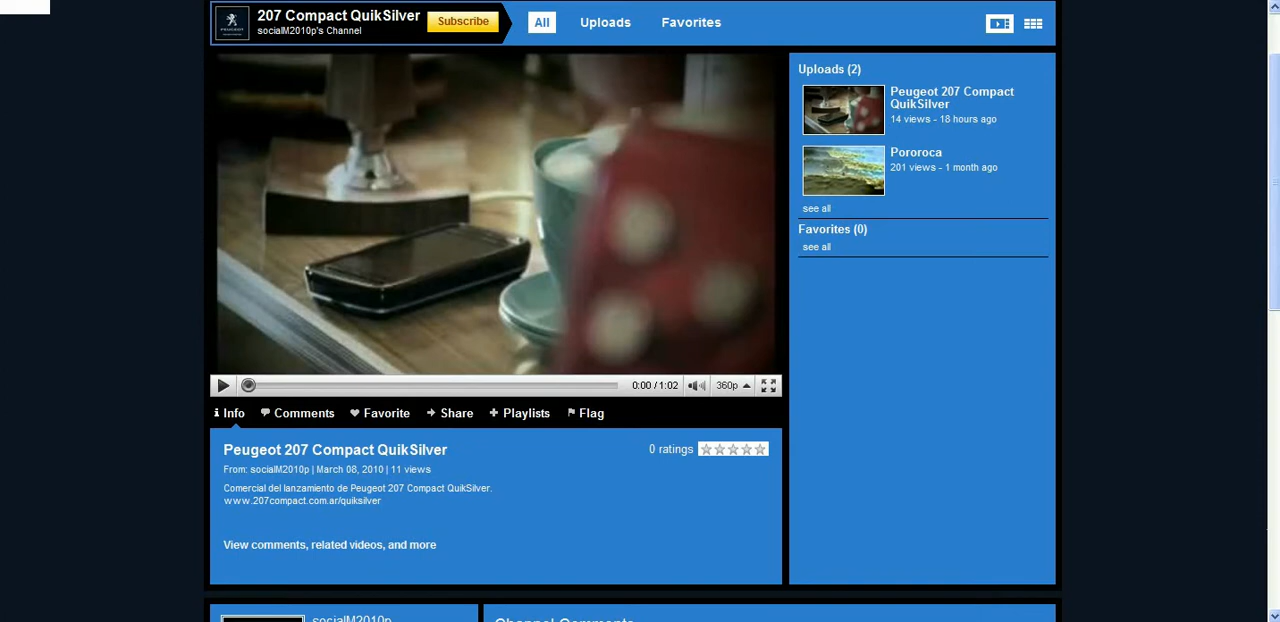 207 Compact QuikSilver
Subscribe
socialM2010p's Channel
All
Uploads
Favorites
Uploads (2)
Peugeot 207 Compact
QuikSilver
14 views - 18 hours ago
Pororoca
201 views - 1 month ago
see all
Favorites (0)
see all
0:00 / 1:02
360p
Info
Comments
Favorite
Share
Playlists
Flag
Peugeot 207 Compact QuikSilver
0 ratings
From: socialM2010p | March 08, 2010 | 11 views
Comercial del lanzamiento de Peugeot 207 Compact QuikSilver.
www.207compact.com.ar/quiksilver
View comments, related videos, and more
socialM2010p
Channel Comments